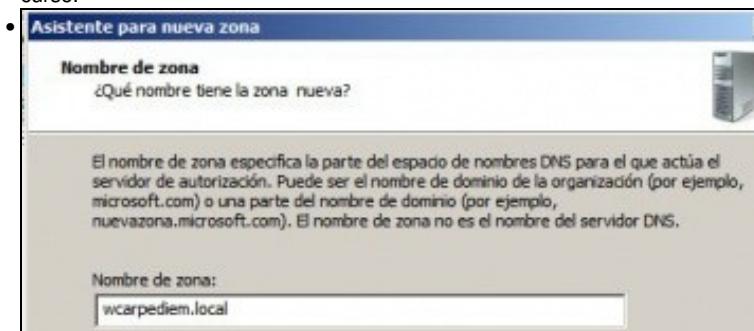 Asistente para nueva zona
Nombre de zona
¿Qué nombre tiene la zona nueva?
El nombre de zona especifica la parte del espacio de nombres DNS para el que actúa el
servidor de autorización. Puede ser el nombre de dominio de la organización (por ejemplo,
microsoft.com) o una parte del nombre de dominio (por ejemplo,
nuevazona.microsoft.com). El nombre de zona no es el nombre del servidor DNS.
Nombre de zona:
wcarpediem.local